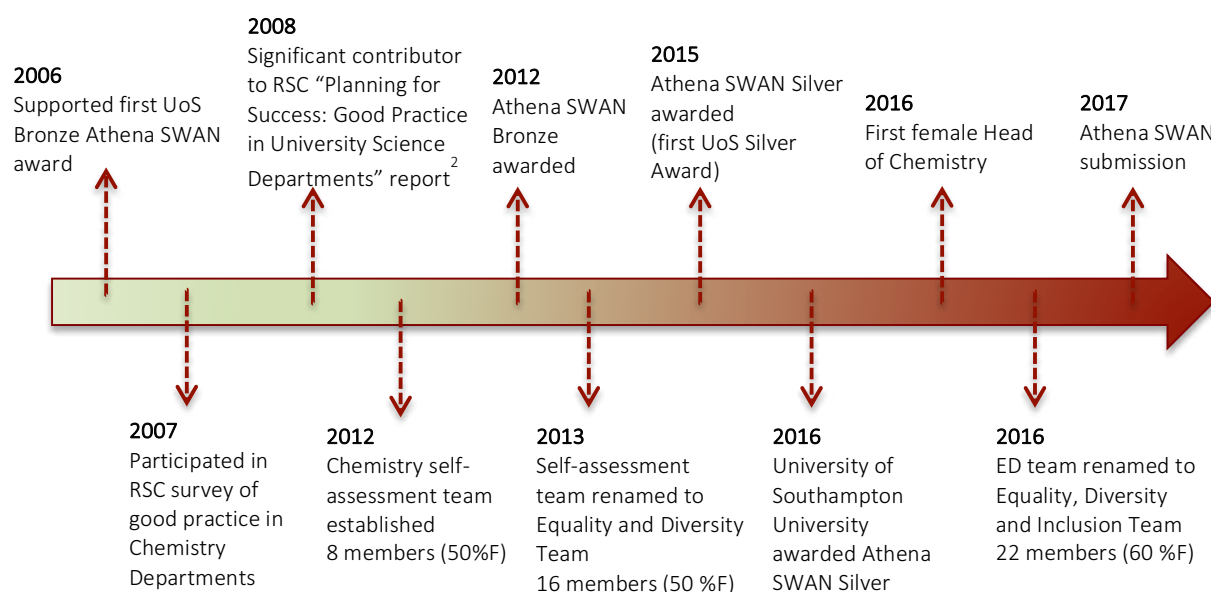 2006
Supported first UoS
Bronze Athena SWAN
award
2007
Participated in
RSC survey of
good practice in
Chemistry
Departments
2008
Significant contributor
to RSC “Planning for
Success: Good Practice
in University Science
Departments” report2
2012
Chemistry self-
assessment team
established
8 members (50%F)
2012
Athena SWAN
Bronze
awarded
2013
Self-assessment
team renamed to
Equality and Diversity
Team
16 members (50 %F)
2015
Athena SWAN Silver
awarded
(first UoS Silver
Award)
2016
University of
Southampton
University
awarded Athena
SWAN Silver
2016
First female Head
of Chemistry
2016
ED team renamed to
Equality, Diversity
and Inclusion Team
22 members (60 %F)
2017
Athena SWAN
submission